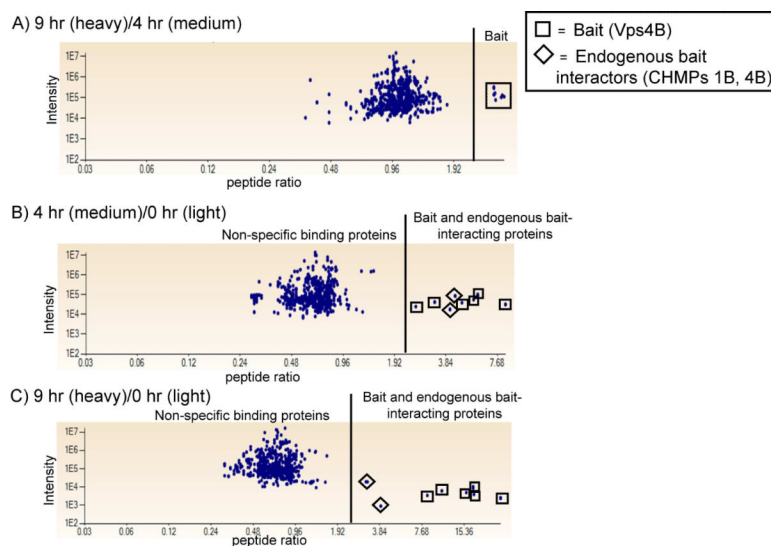 A) 9 hr (heavy)/4 hr (medium)
Bait
Intensity
1E7
1E6
1E5
1E4
1E3
1E2
0.03 0.06 0.12 0.24 0.48 0.96 1.92
peptide ratio
= Bait (Vps4B)
= Endogenous bait
interactors (CHMPs 1B, 4B)
B) 4 hr (medium)/0 hr (light)
Non-specific binding proteins
Bait and endogenous bait-
interacting proteins
Intensity
1E7
1E6
1E5
1E4
1E3
1E2
0.03 0.06 0.12 0.24 0.48 0.96 1.92 3.84 7.68
peptide ratio
C) 9 hr (heavy)/0 hr (light)
Non-specific binding proteins
Bait and endogenous bait-
interacting proteins
Intensity
1E7
1E6
1E5
1E4
1E3
1E2
0.03 0.06 0.12 0.24 0.48 0.96 1.92 3.84 7.68 15.36
peptide ratio